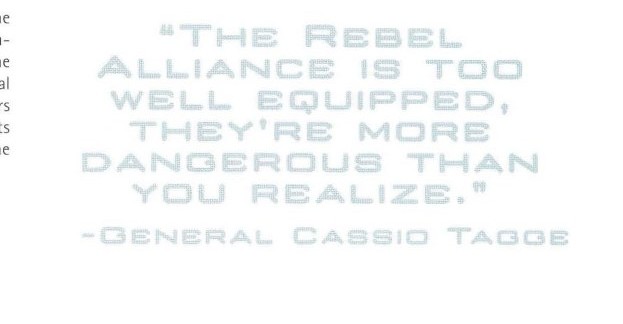 “The Rebel
Alliance is too
well equipped,
they're more
dangerous than
you realize.”
-General Cassio Tagge